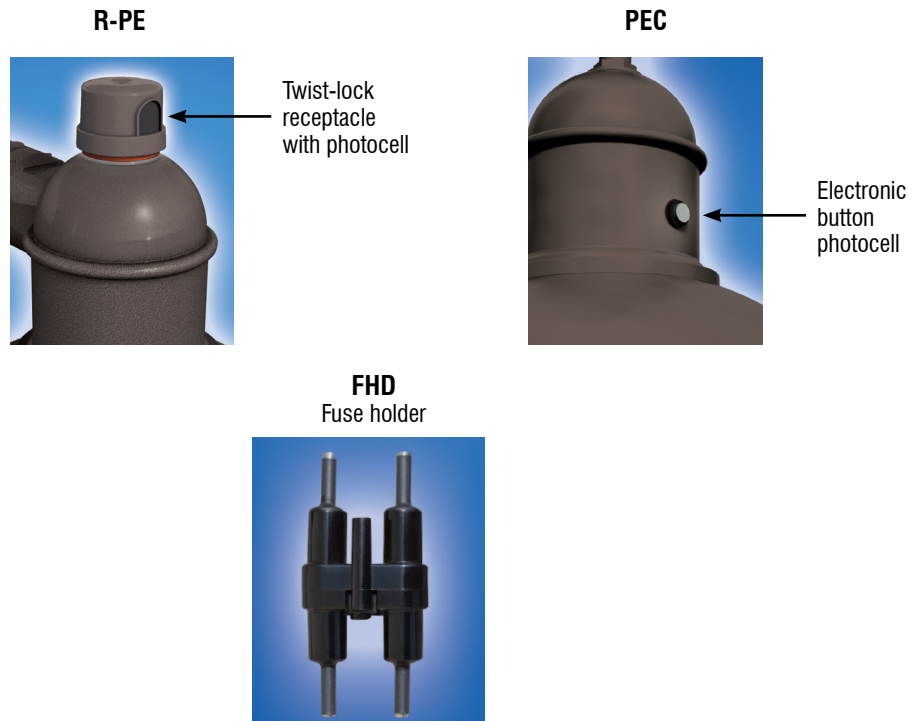 R-PE
Twist-lock
receptacle
with photocell
PEC
Electronic
button
photocell
FHD
Fuse holder